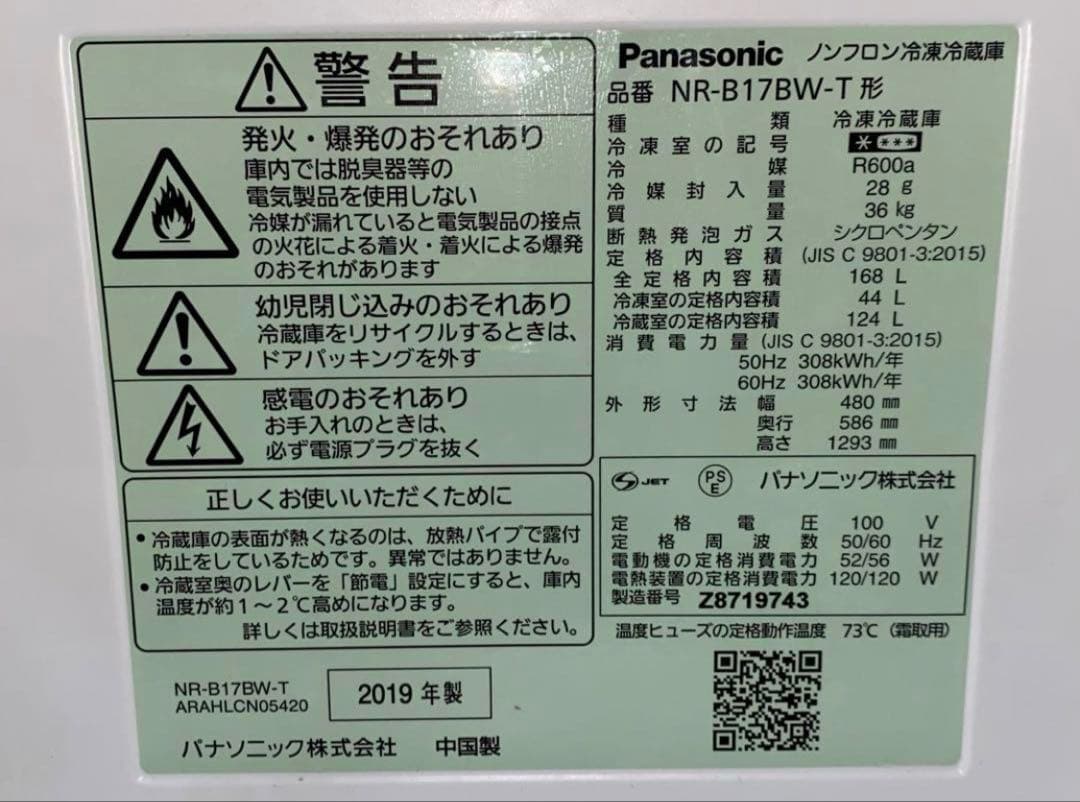 警告
発火・爆発のおそれあり
庫内では脱臭器等の
電気製品を使用しない
冷媒が漏れていると電気製品の接点
の火花による着火・着火による爆発
のおそれがあります
幼児閉じ込みのおそれあり
冷蔵庫をリサイクルするときは、
ドアパッキングを外す
感電のおそれあり
お手入れのときは、
必ず電源プラグを抜く
正しくお使いいただくために
• 冷蔵庫の表面が熱くなるのは、放熱パイプで露付
防止をしているためです。異常ではありません。
• 冷蔵室奥のレバーを「節電」設定にすると、庫内
温度が約1～2℃高めになります。
詳しくは取扱説明書をご参照ください。
NR-B17BW-T
ARAHLCN05420
2019 年製
パナソニック株式会社 中国製
Panasonic ノンフロン冷凍冷蔵庫
品番 NR-B17BW-T 形
種類 冷凍冷蔵庫
冷凍室の記号 * ***
冷媒 R600a
冷媒封入量 28 g
質量 36 kg
断熱発泡ガス シクロペンタン
定格内容積 (JIS C 9801-3:2015)
全定格内容積 168 L
冷凍室の定格内容積 44 L
冷蔵室の定格内容積 124 L
消費電力量 (JIS C 9801-3:2015)
50Hz 308kWh/年
60Hz 308kWh/年
外形寸法 幅 480 mm
奥行 586 mm
高さ 1293 mm
S JET PS E パナソニック株式会社
定格電圧 100 V
定格周波数 50/60 Hz
電動機の定格消費電力 52/56 W
電熱装置の定格消費電力 120/120 W
製造番号 Z8719743
温度ヒューズの定格動作温度 73℃ (霜取用)